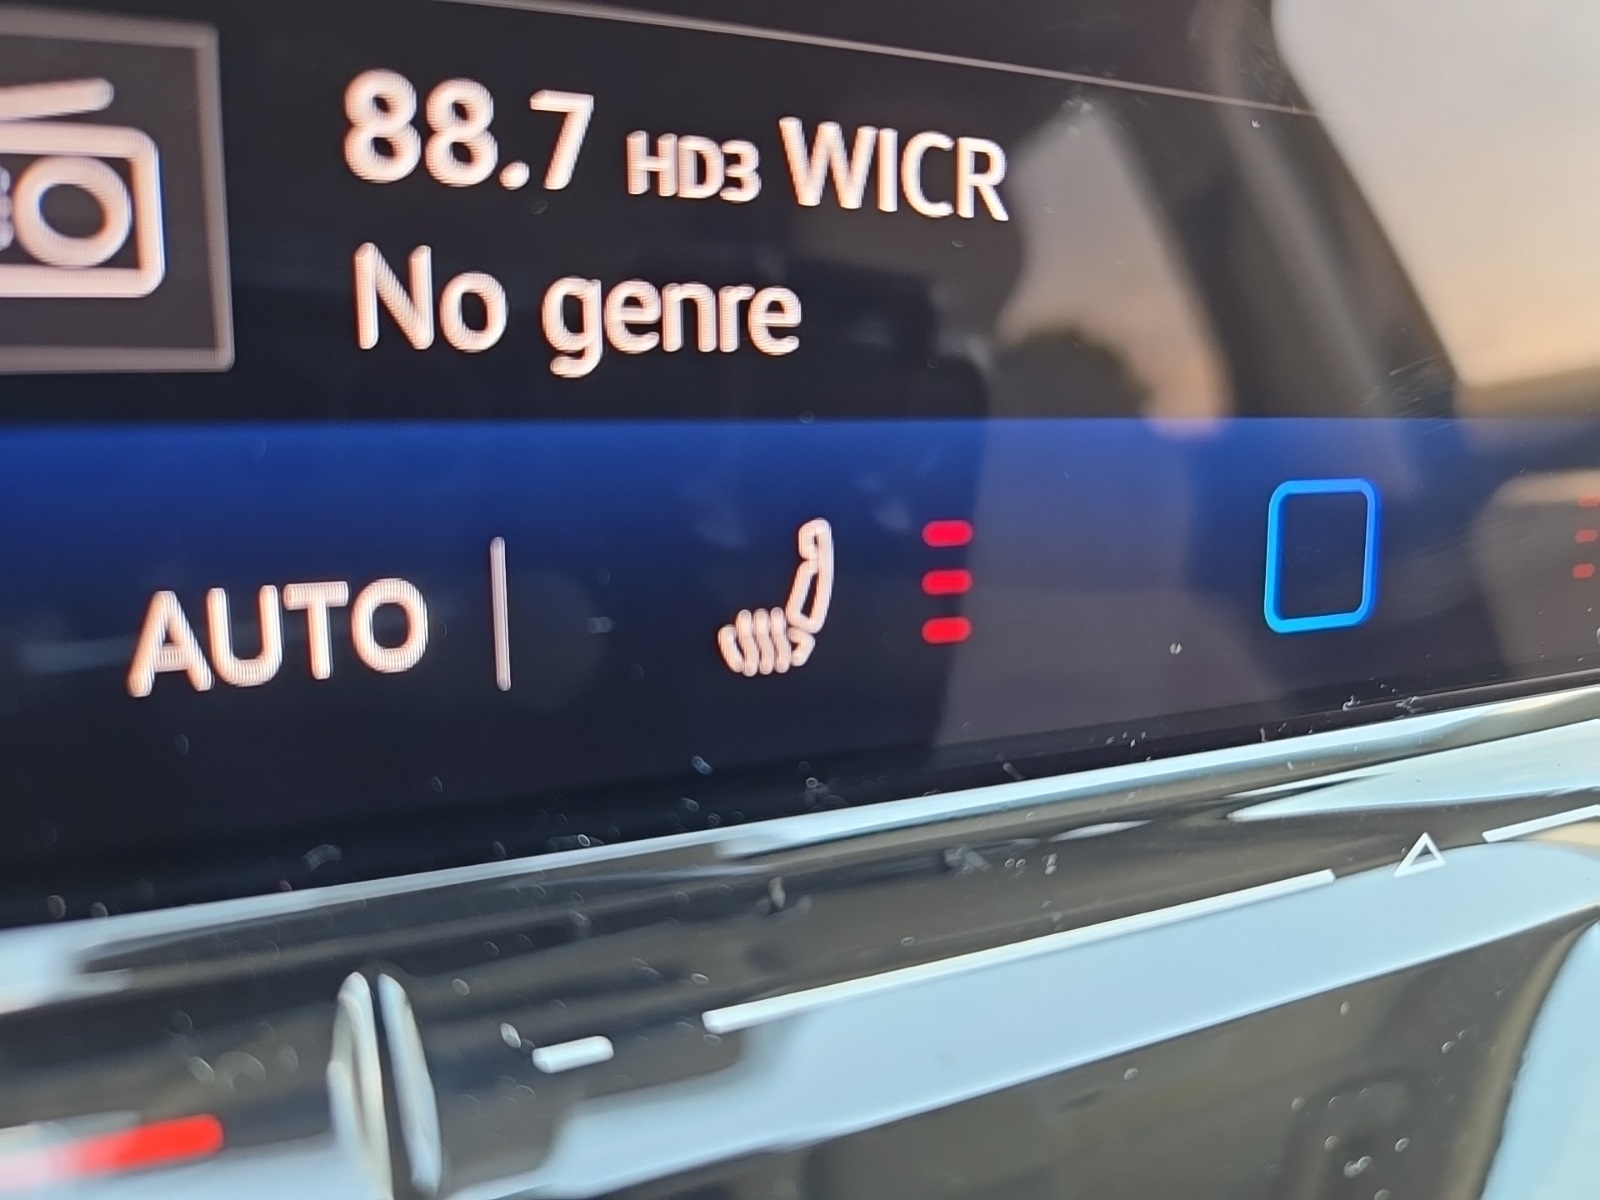 88.7 HD3 WICR
No genre
AUTO